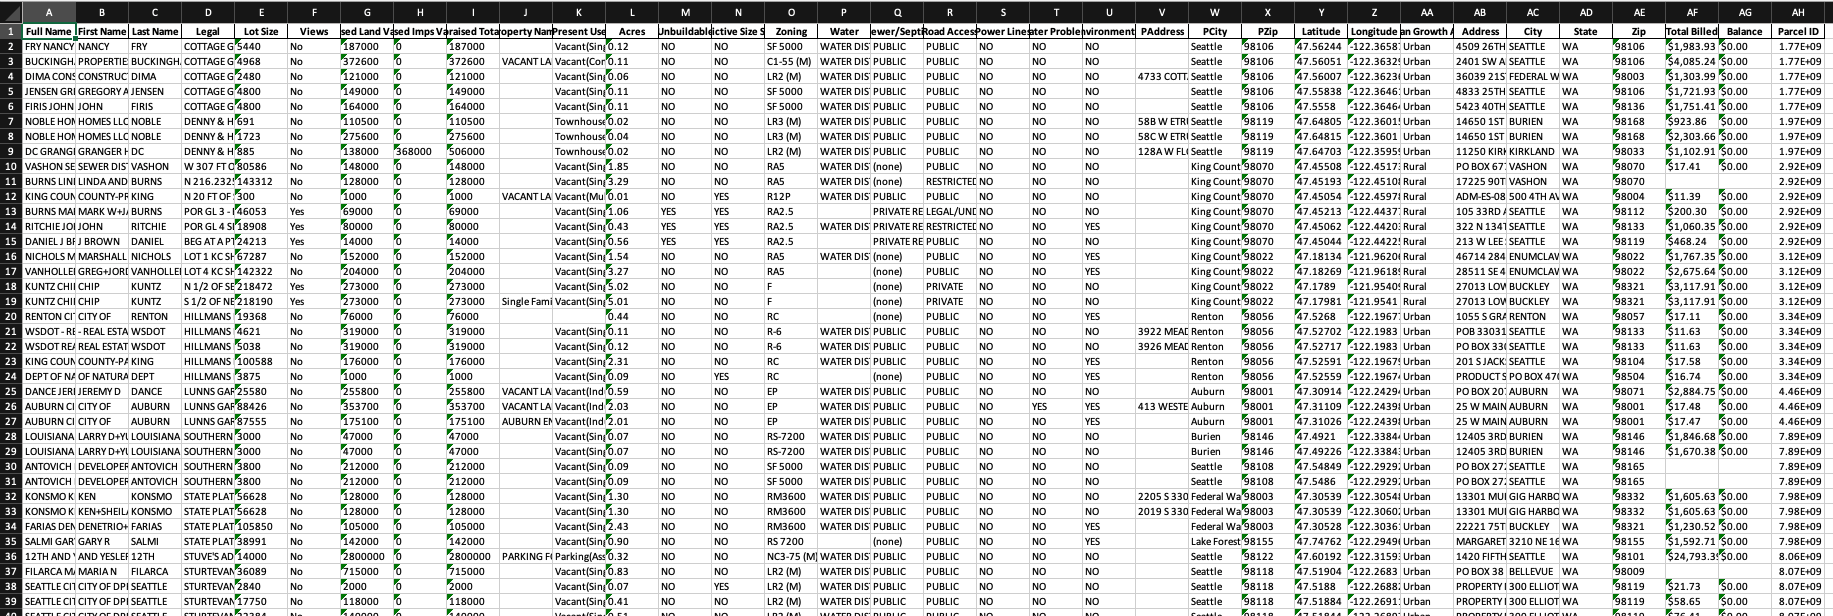 A B C D E F G H I J K L M N O P Q R S T U V W X Y Z AA AB AC AD AE AF AG AH
1 Full Name First Name Last Name Legal Lot Size Views sed Land Va sed Imps Va raised Tota operty Nam Present Use Acres Unbuildable ictive Size S Zoning Water ewer/Septi Road Access Power Lines ater Proble nvironment PAddress PCity PZip Latitude Longitude an Growth A Address City State Zip Total Billed Balance Parcel ID
2 FRY NANCY NANCY FRY COTTAGE G 5440 No 187000 0 187000 Vacant(Sing 0.12 NO NO SF 5000 WATER DIS PUBLIC PUBLIC NO NO NO Seattle 98106 47.56244 -122.3658 Urban 4509 26TH SEATTLE WA 98106 $1,983.93 $0.00 1.77E+09
3 BUCKINGH PROPERTIE BUCKINGH COTTAGE G 4968 No 372600 0 372600 VACANT LA Vacant(Com 0.11 NO NO C1-55 (M) WATER DIS PUBLIC PUBLIC NO NO NO Seattle 98106 47.56051 -122.3632 Urban 2401 SW A SEATTLE WA 98106 $4,085.24 $0.00 1.77E+09
4 DIMA CONS CONSTRUC DIMA COTTAGE G 2480 No 121000 0 121000 Vacant(Sing 0.06 NO NO LR2 (M) WATER DIS PUBLIC PUBLIC NO NO NO 4733 COTT Seattle 98106 47.56007 -122.3623 Urban 36039 21S FEDERAL W WA 98003 $1,303.99 $0.00 1.77E+09
5 JENSEN GRE GREGORY A JENSEN COTTAGE G 4800 No 149000 0 149000 Vacant(Sing 0.11 NO NO SF 5000 WATER DIS PUBLIC PUBLIC NO NO NO Seattle 98106 47.55838 -122.3646 Urban 4833 25TH SEATTLE WA 98106 $1,721.93 $0.00 1.77E+09
6 FIRIS JOHN JOHN FIRIS COTTAGE G 4800 No 164000 0 164000 Vacant(Sing 0.11 NO NO SF 5000 WATER DIS PUBLIC PUBLIC NO NO NO Seattle 98106 47.5558 -122.3646 Urban 5423 40TH SEATTLE WA 98136 $1,751.41 $0.00 1.77E+09
7 NOBLE HOM HOMES LLC NOBLE DENNY & H 691 No 110500 0 110500 Townhouse 0.02 NO NO LR3 (M) WATER DIS PUBLIC PUBLIC NO NO NO 58B W ETRU Seattle 98119 47.64805 -122.3601 Urban 14650 1ST BURIEN WA 98168 $923.86 $0.00 1.97E+09
8 NOBLE HOM HOMES LLC NOBLE DENNY & H 1723 No 275600 0 275600 Townhouse 0.04 NO NO LR3 (M) WATER DIS PUBLIC PUBLIC NO NO NO 58C W ETRU Seattle 98119 47.64815 -122.3601 Urban 14650 1ST BURIEN WA 98168 $2,303.66 $0.00 1.97E+09
9 DC GRANGE GRANGER H DC DENNY & H 885 No 138000 368000 506000 Townhouse 0.02 NO NO LR2 (M) WATER DIS PUBLIC PUBLIC NO NO NO 128A W FLO Seattle 98119 47.64703 -122.3595 Urban 11250 KIRK KIRKLAND WA 98033 $1,102.91 $0.00 1.97E+09
10 VASHON SE SEWER DIS VASHON W 307 FT O 80586 No 148000 0 148000 Vacant(Sing 1.85 NO NO RA5 WATER DIS (none) PUBLIC NO NO NO King Count 98070 47.45508 -122.4517 Rural PO BOX 67 VASHON WA 98070 $17.41 $0.00 2.92E+09
11 BURNS LIN LINDA AND BURNS N 216.232 143312 No 128000 0 128000 Vacant(Sing 3.29 NO NO RA5 WATER DIS (none) RESTRICTED NO NO NO King Count 98070 47.45193 -122.4510 Rural 17225 90T VASHON WA 98070 2.92E+09
12 KING COUN COUNTY-PR KING N 20 FT OF 300 No 1000 0 1000 VACANT LA Vacant(Mu 0.01 NO YES R12P WATER DIS PUBLIC PUBLIC NO NO NO King Count 98070 47.45054 -122.4597 Rural ADM-ES-08 500 4TH AV WA 98004 $11.39 $0.00 2.92E+09
13 BURNS MA MARK W+JA BURNS POR GL 3 - 46053 Yes 69000 0 69000 Vacant(Sing 1.06 YES YES RA2.5 PRIVATE RE LEGAL/UND NO NO NO King Count 98070 47.45213 -122.4437 Rural 105 33RD A SEATTLE WA 98112 $200.30 $0.00 2.92E+09
14 RITCHIE JO JOHN RITCHIE POR GL 4 S 18908 Yes 80000 0 80000 Vacant(Sing 0.43 YES YES RA2.5 WATER DIS PRIVATE RE RESTRICTED NO NO NO King Count 98070 47.45062 -122.4420 Rural 322 N 134T SEATTLE WA 98133 $1,060.35 $0.00 2.92E+09
15 DANIEL J B J BROWN DANIEL BEG AT A PT 24213 Yes 14000 0 14000 Vacant(Sing 0.56 YES YES RA2.5 PRIVATE RE PUBLIC NO NO NO King Count 98070 47.45044 -122.4422 Rural 213 W LEE SEATTLE WA 98119 $468.24 $0.00 2.92E+09
16 NICHOLS M MARSHALL NICHOLS LOT 1 KC SH 67287 No 152000 0 152000 Vacant(Sing 1.54 NO NO RA5 WATER DIS (none) PUBLIC NO NO YES King Count 98022 47.18134 -121.9620 Rural 46714 284 ENUMCLAW WA 98022 $1,767.35 $0.00 3.12E+09
17 VANHOLLE GREG+JORD VANHOLLE LOT 4 KC SH 142322 No 204000 0 204000 Vacant(Sing 3.27 NO NO RA5 (none) PUBLIC NO NO YES King Count 98022 47.18269 -121.9618 Rural 28511 SE 4 ENUMCLAW WA 98022 $2,675.64 $0.00 3.12E+09
18 KUNTZ CHI CHIP KUNTZ N 1/2 OF SE 218472 Yes 273000 0 273000 Vacant(Sing 5.02 NO NO F (none) PRIVATE NO NO YES King Count 98022 47.1789 -121.9540 Rural 27013 LOW BUCKLEY WA 98022 $3,117.91 $0.00 3.12E+09
19 KUNTZ CHI CHIP KUNTZ S 1/2 OF NE 218190 Yes 273000 0 273000 Single Fami Vacant(Sing 5.01 NO NO F (none) PRIVATE NO NO YES King Count 98022 47.17981 -121.9541 Rural 27013 LOW BUCKLEY WA 98022 $3,117.91 $0.00 3.12E+09
20 RENTON CI CITY OF RENTON HILLMANS 19368 No 76000 0 76000 0.44 NO NO RC (none) PUBLIC NO NO YES Renton 98056 47.5268 -122.1967 Urban 1055 S GRA RENTON WA 98057 $17.11 $0.00 3.34E+09
21 WSDOT - RE - REAL ESTA WSDOT HILLMANS 4621 No 319000 0 319000 Vacant(Sing 0.11 NO NO R-6 WATER DIS PUBLIC PUBLIC NO NO NO 3922 MEAD Renton 98056 47.52702 -122.1983 Urban POB 33031 SEATTLE WA 98133 $11.63 $0.00 3.34E+09
22 WSDOT REA REAL ESTAT WSDOT HILLMANS 5038 No 319000 0 319000 Vacant(Sing 0.12 NO NO R-6 WATER DIS PUBLIC PUBLIC NO NO NO 3926 MEAD Renton 98056 47.52717 -122.1983 Urban PO BOX 33 SEATTLE WA 98133 $11.63 $0.00 3.34E+09
23 KING COUN COUNTY-PA KING HILLMANS 100588 No 176000 0 176000 Vacant(Sing 2.31 NO NO RC WATER DIS PUBLIC PUBLIC NO NO YES Renton 98056 47.52591 -122.1967 Urban 201 S JACK SEATTLE WA 98104 $17.58 $0.00 3.34E+09
24 DEPT OF NA OF NATURA DEPT HILLMANS 3875 No 1000 0 1000 Vacant(Sing 0.09 NO YES RC (none) PUBLIC NO NO YES Renton 98056 47.52559 -122.1967 Urban PRODUCT S PO BOX 470 WA 98504 $16.74 $0.00 3.34E+09
25 DANCE JER JEREMY D DANCE LUNNS GAR 25580 No 255800 0 255800 VACANT LA Vacant(Ind 0.59 NO NO EP WATER DIS PUBLIC PUBLIC NO NO YES Auburn 98001 47.30914 -122.2429 Urban PO BOX 20 AUBURN WA 98071 $2,884.75 $0.00 4.46E+09
26 AUBURN CI CITY OF AUBURN LUNNS GAR 88426 No 353700 0 353700 VACANT LA Vacant(Ind 2.03 NO NO EP WATER DIS PUBLIC PUBLIC NO YES YES 413 WESTE Auburn 98001 47.31109 -122.2439 Urban 25 W MAIN AUBURN WA 98001 $17.48 $0.00 4.46E+09
27 AUBURN CI CITY OF AUBURN LUNNS GAR 87555 No 175100 0 175100 AUBURN EN Vacant(Ind 2.01 NO NO EP WATER DIS PUBLIC PUBLIC NO NO YES Auburn 98001 47.31026 -122.2439 Urban 25 W MAIN AUBURN WA 98001 $17.47 $0.00 4.46E+09
28 LOUISIANA LARRY D+YU LOUISIANA SOUTHERN 3000 No 47000 0 47000 Vacant(Sing 0.07 NO NO RS-7200 WATER DIS PUBLIC PUBLIC NO NO NO Burien 98146 47.4921 -122.3384 Urban 12405 3RD BURIEN WA 98146 $1,846.68 $0.00 7.89E+09
29 LOUISIANA LARRY D+YU LOUISIANA SOUTHERN 3000 No 47000 0 47000 Vacant(Sing 0.07 NO NO RS-7200 WATER DIS PUBLIC PUBLIC NO NO NO Burien 98146 47.49226 -122.3384 Urban 12405 3RD BURIEN WA 98146 $1,670.38 $0.00 7.89E+09
30 ANTOVICH DEVELOPER ANTOVICH SOUTHERN 3800 No 212000 0 212000 Vacant(Sing 0.09 NO NO SF 5000 WATER DIS PUBLIC PUBLIC NO NO NO Seattle 98108 47.54849 -122.2929 Urban PO BOX 27 SEATTLE WA 98165 7.89E+09
31 ANTOVICH DEVELOPER ANTOVICH SOUTHERN 3800 No 212000 0 212000 Vacant(Sing 0.09 NO NO SF 5000 WATER DIS PUBLIC PUBLIC NO NO NO Seattle 98108 47.5486 -122.2929 Urban PO BOX 27 SEATTLE WA 98165 7.89E+09
32 KONSMO K KEN KONSMO STATE PLAT 56628 No 128000 0 128000 Vacant(Sing 1.30 NO NO RM3600 WATER DIS PUBLIC PUBLIC NO NO NO 2205 S 330 Federal Wa 98003 47.30539 -122.3054 Urban 13301 MUL GIG HARBO WA 98332 $1,605.63 $0.00 7.98E+09
33 KONSMO K KEN+SHEILA KONSMO STATE PLAT 56628 No 128000 0 128000 Vacant(Sing 1.30 NO NO RM3600 WATER DIS PUBLIC PUBLIC NO NO NO 2019 S 330 Federal Wa 98003 47.30539 -122.3060 Urban 13301 MUL GIG HARBO WA 98332 $1,605.63 $0.00 7.98E+09
34 FARIAS DEN DENETRIO+ FARIAS STATE PLAT 105850 No 105000 0 105000 Vacant(Sing 2.43 NO NO RM3600 WATER DIS PUBLIC PUBLIC NO NO YES Federal Wa 98003 47.30528 -122.3036 Urban 22221 75T BUCKLEY WA 98321 $1,230.52 $0.00 7.98E+09
35 SALMI GAR GARY R SALMI STATE PLAT 38991 No 142000 0 142000 Vacant(Sing 0.90 NO NO RS 7200 (none) PUBLIC NO NO YES Lake Forest 98155 47.74762 -122.2949 Urban MARGARET 3210 NE 16 WA 98155 $1,592.71 $0.00 7.98E+09
36 12TH AND Y AND YESLER 12TH STUVE'S AD 14000 No 2800000 0 2800000 PARKING F Parking(Ass 0.32 NO NO NC3-75 (M) WATER DIS PUBLIC PUBLIC NO NO NO Seattle 98122 47.60192 -122.3159 Urban 1420 FIFTH SEATTLE WA 98101 $24,793.3 $0.00 8.06E+09
37 FILARCA M MARIA N FILARCA STURTEVAN 36089 No 715000 0 715000 Vacant(Sing 0.83 NO NO LR2 (M) WATER DIS PUBLIC PUBLIC NO NO NO Seattle 98118 47.51904 -122.2683 Urban PO BOX 38 BELLEVUE WA 98009 8.07E+09
38 SEATTLE CI CITY OF DP SEATTLE STURTEVAN 2840 No 2000 0 2000 Vacant(Sing 0.07 NO YES LR2 (M) WATER DIS PUBLIC PUBLIC NO NO NO Seattle 98118 47.5188 -122.2688 Urban PROPERTY 300 ELLIOT WA 98119 $21.73 $0.00 8.07E+09
39 SEATTLE CI CITY OF DP SEATTLE STURTEVAN 17750 No 118000 0 118000 Vacant(Sing 0.41 NO NO LR2 (M) WATER DIS PUBLIC PUBLIC NO NO NO Seattle 98118 47.51884 -122.2691 Urban PROPERTY 300 ELLIOT WA 98119 $58.65 $0.00 8.07E+09